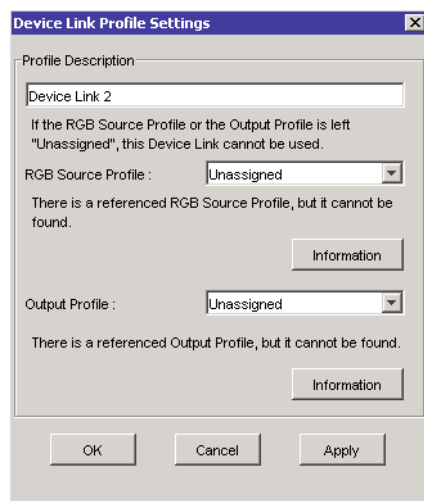 Device Link Profile Settings
Profile Description
Device Link 2
If the RGB Source Profile or the Output Profile is left
"Unassigned", this Device Link cannot be used.
RGB Source Profile :
Unassigned
There is a referenced RGB Source Profile, but it cannot be
found.
Information
Output Profile :
Unassigned
There is a referenced Output Profile, but it cannot be found.
Information
OK
Cancel
Apply